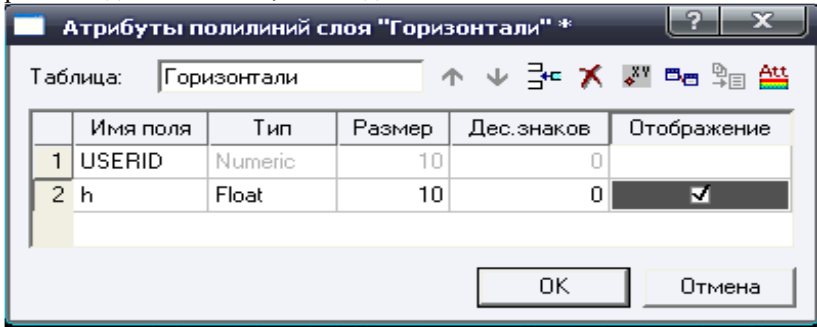 Атрибуты полилиний слоя "Горизонтали" *
?
X
Таблица: Горизонтали
XY
Att
Имя поля Тип Размер Дес.знаков Отображение
1 USERID Numeric 10 0
2 h Float 10 0
OK Отмена